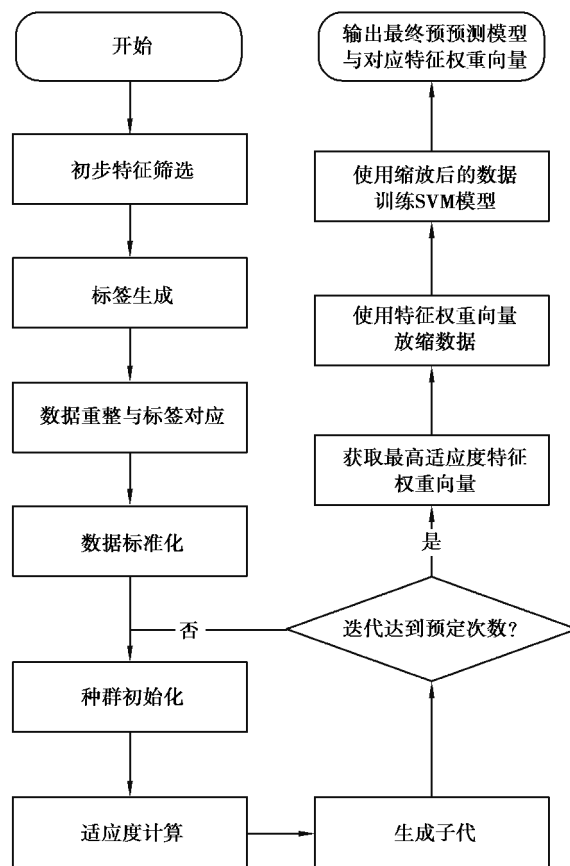 开始
初步特征筛选
标签生成
数据重整与标签对应
数据标准化
否
种群初始化
适应度计算
生成子代
迭代达到预定次数?
是
获取最高适应度特征
权重向量
使用特征权重向量
放缩数据
使用缩放后的数据
训练SVM模型
输出最终预预测模型
与对应特征权重向量